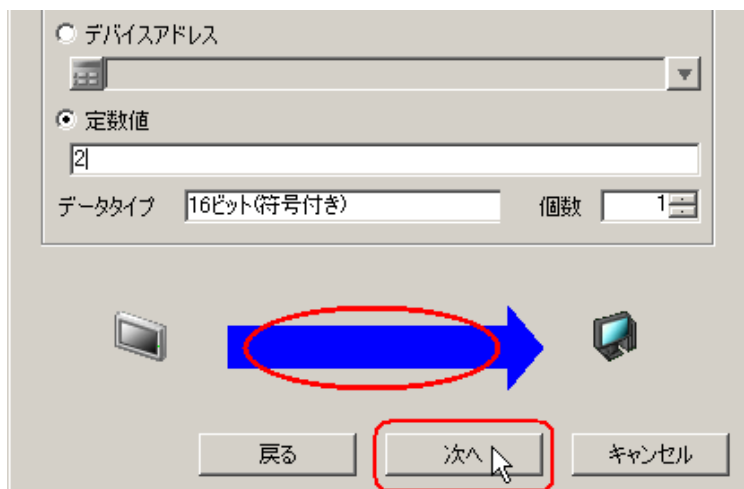 デバイスアドレス
定数値
2
データタイプ 16ビット(符号付き) 個数 1
戻る 次へ キャンセル